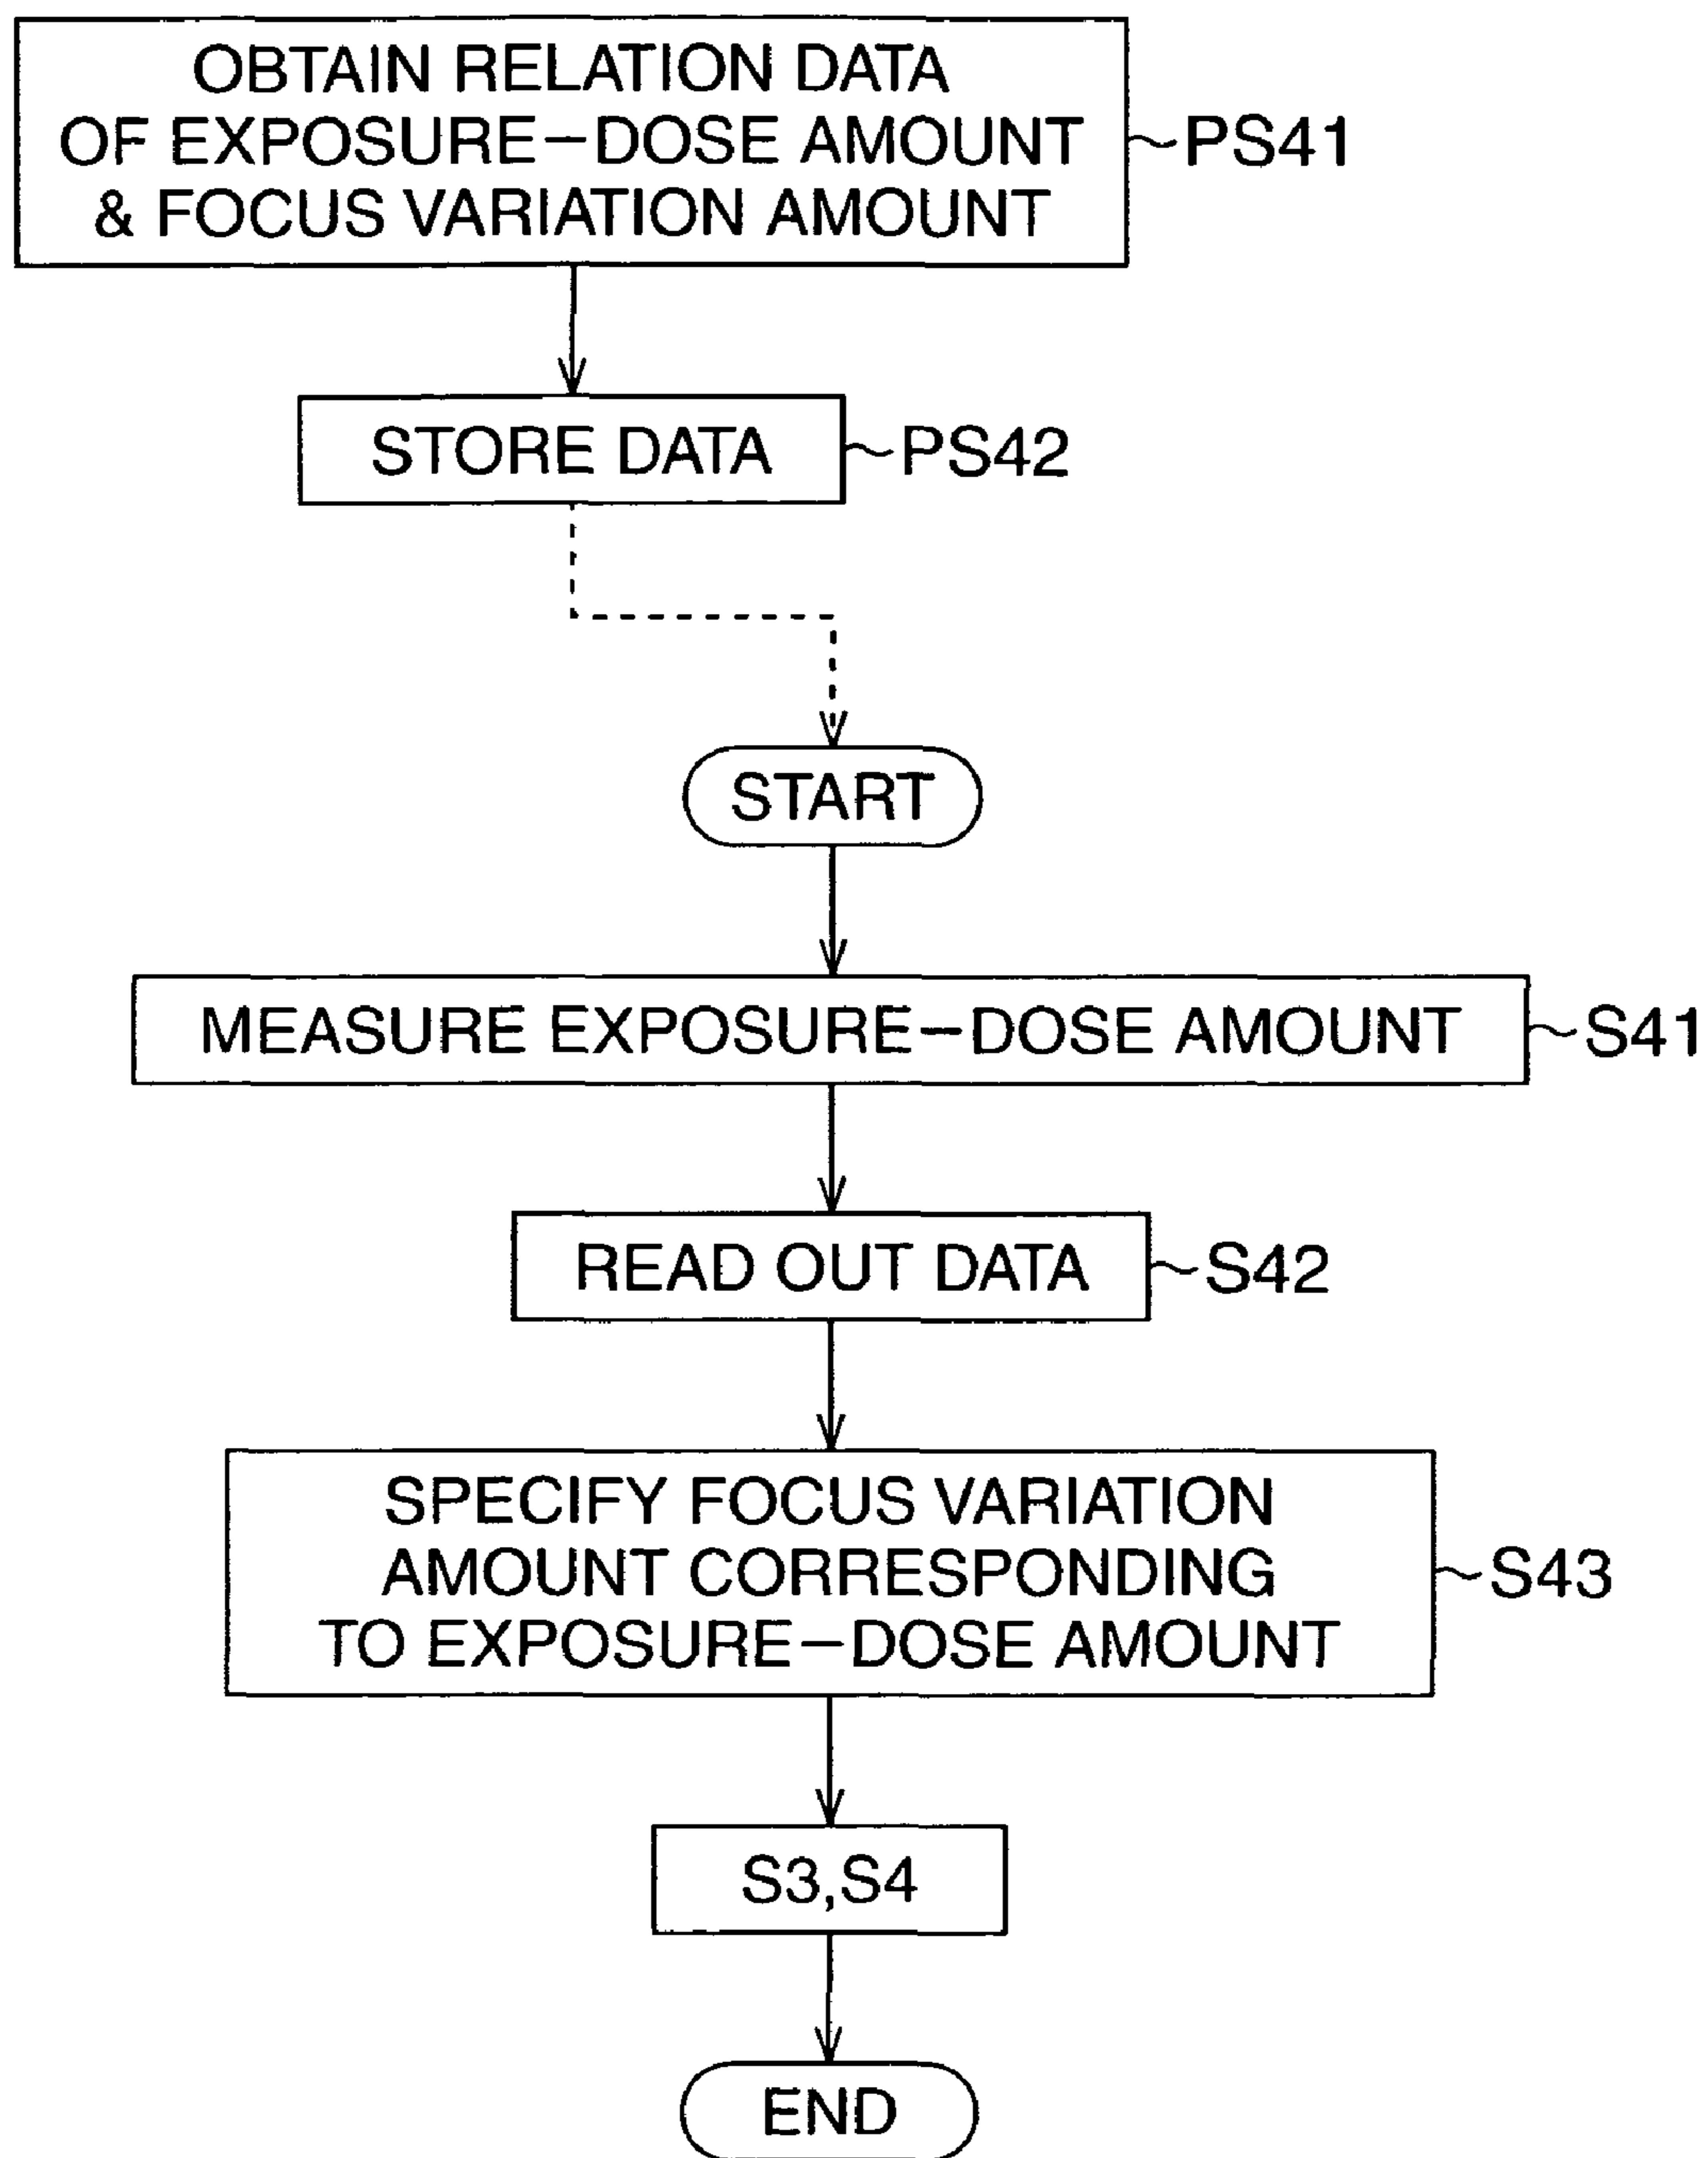 OBTAIN RELATION DATA
OF EXPOSURE-DOSE AMOUNT
& FOCUS VARIATION AMOUNT
PS41
STORE DATA
PS42
START
MEASURE EXPOSURE-DOSE AMOUNT
S41
READ OUT DATA
S42
SPECIFY FOCUS VARIATION
AMOUNT CORRESPONDING
TO EXPOSURE-DOSE AMOUNT
S43
S3,S4
END